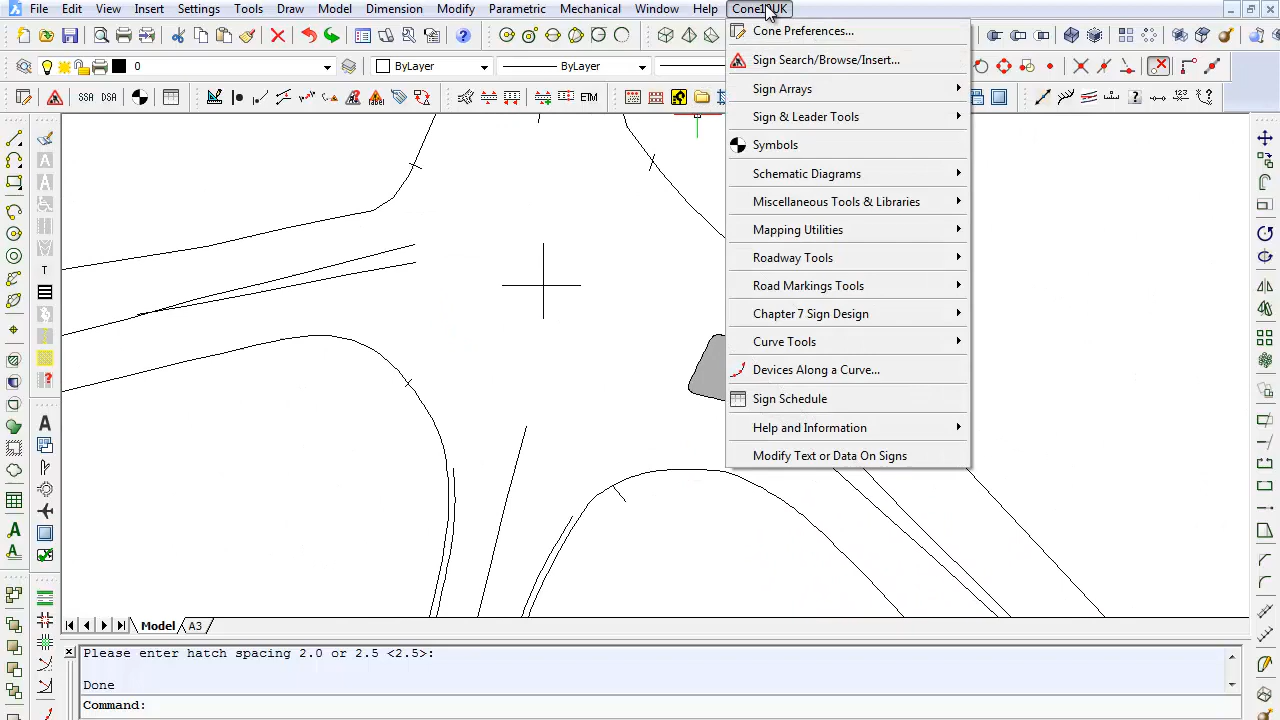 File Edit View Insert Settings Tools Model Draw Dimension Modify Parametric Mechanical Window Help
Cone Preferences...
0 ByLayer ByLayer
Sign Search/Browse/Insert...
SSA DSA ETM
Sign Arrays
Sign & Leader Tools
Symbols
Schematic Diagrams
Miscellaneous Tools & Libraries
Mapping Utilities
Roadway Tools
Road Markings Tools
Chapter 7 Sign Design
Curve Tools
Devices Along a Curve...
Sign Schedule
Help and Information
Modify Text or Data On Signs
Model A3
Please enter hatch spacing 2.0 or 2.5 <2.5>:
Done
Command: